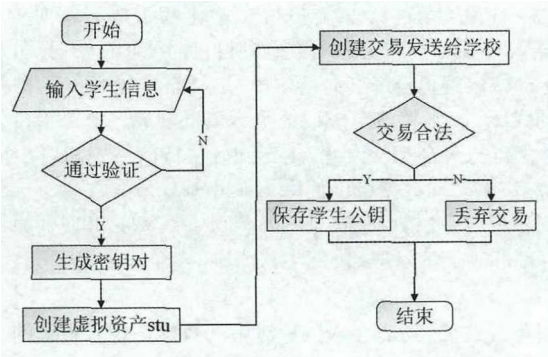 开始
输入学生信息
N
通过验证
Y
生成密钥对
创建虚拟资产stu
创建交易发送给学校
交易合法
Y
N
保存学生公钥
丢弃交易
结束